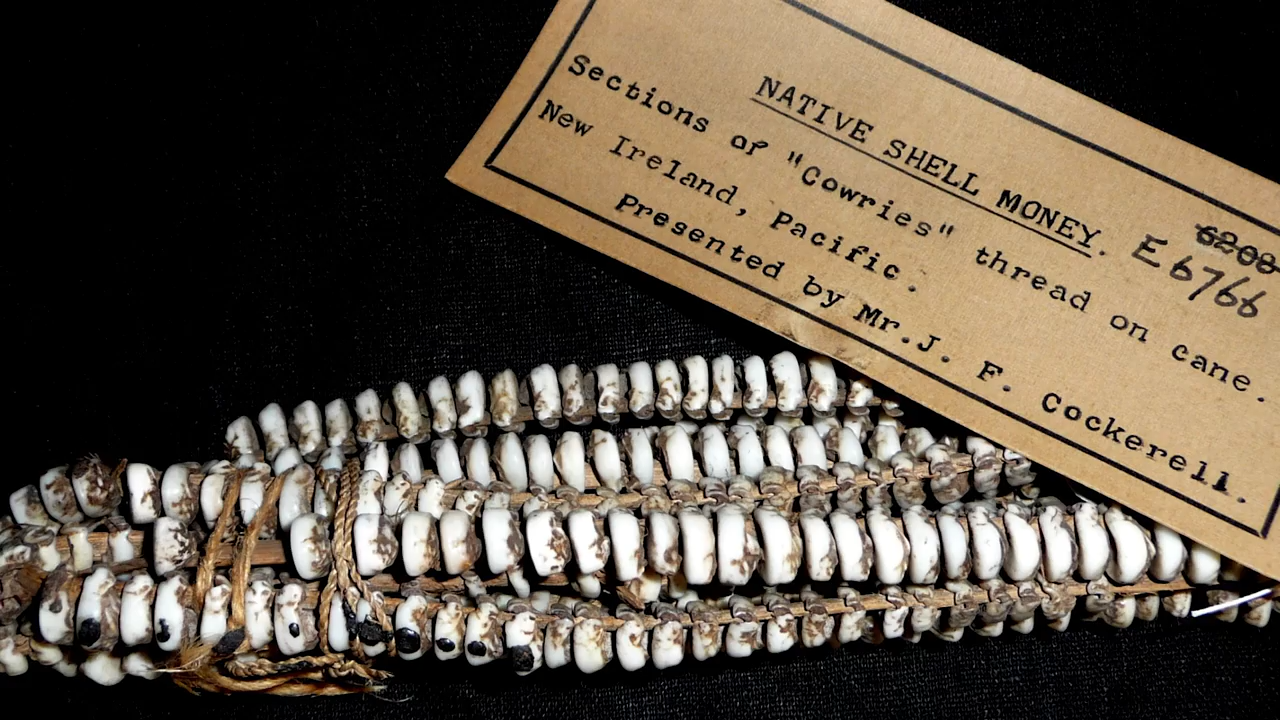 NATIVE SHELL MONEY. E6766
6208
Sections of "Cowries" thread on cane.
New Ireland, Pacific.
Presented by Mr.J. F. Cockerell.